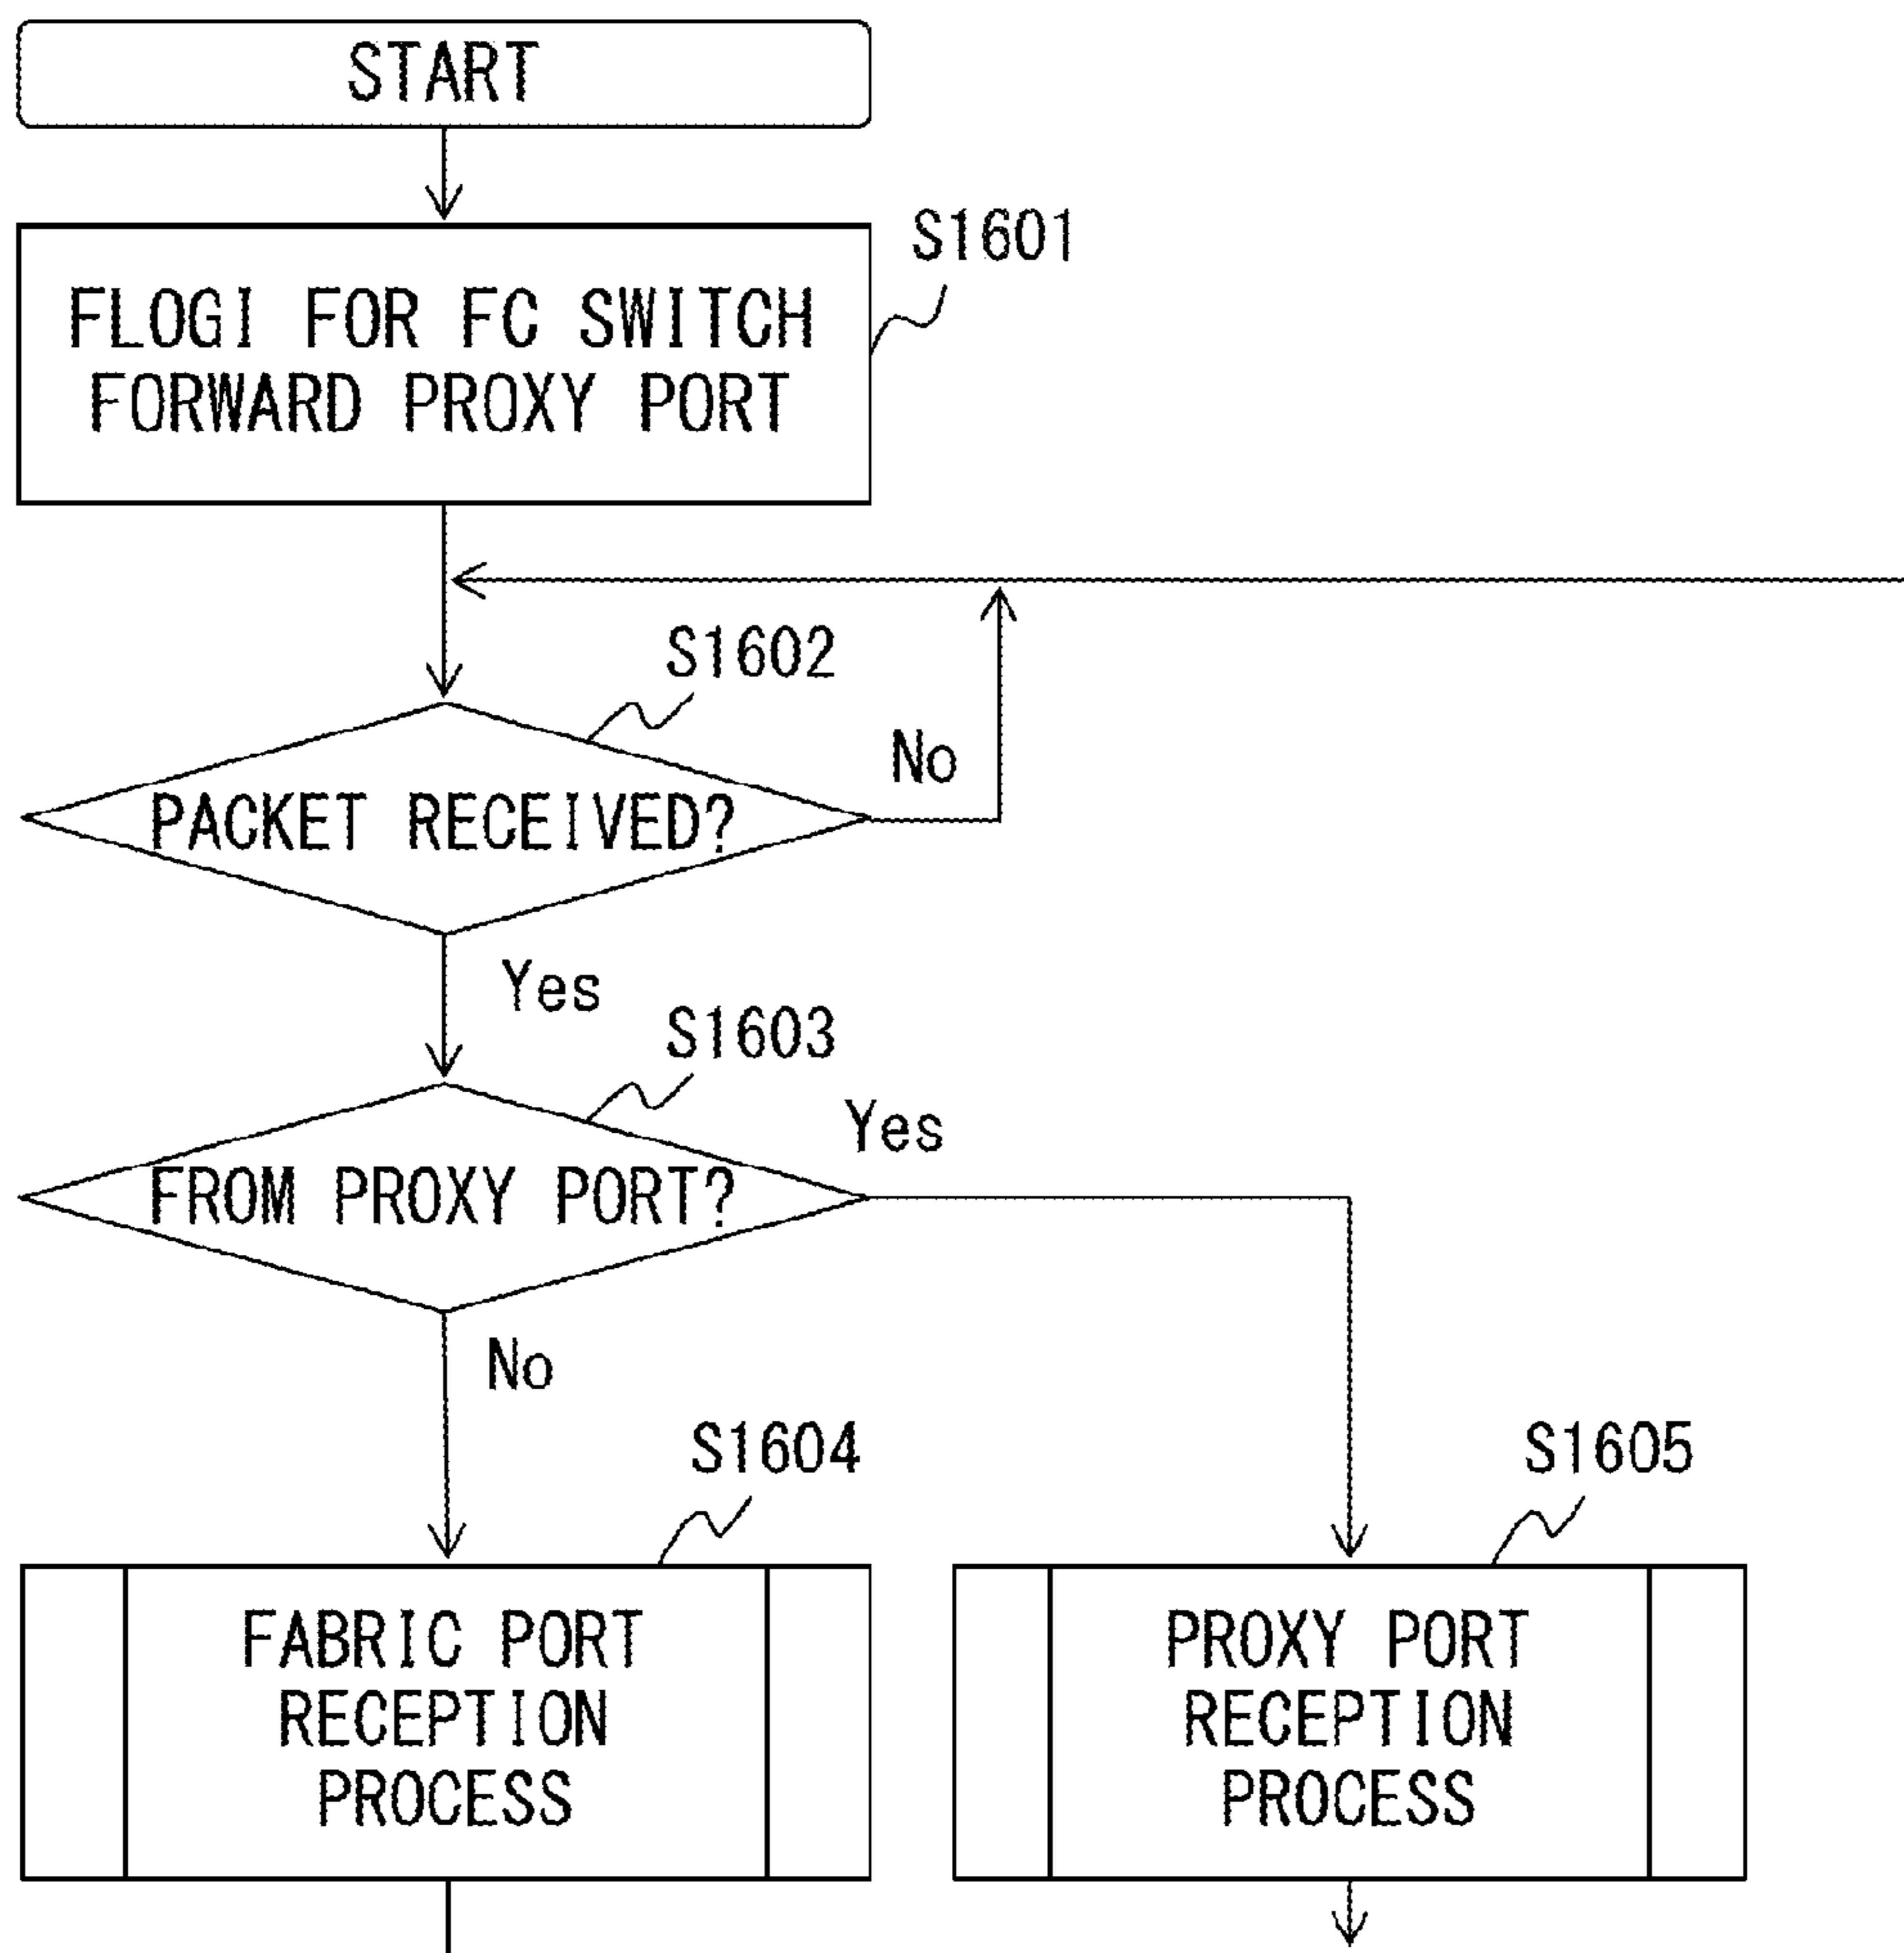 START
S1601
FLOGI FOR FC SWITCH
FORWARD PROXY PORT
S1602
No
PACKET RECEIVED?
Yes
S1603
Yes
FROM PROXY PORT?
No
S1604
S1605
FABRIC PORT
RECEPTION
PROCESS
PROXY PORT
RECEPTION
PROCESS